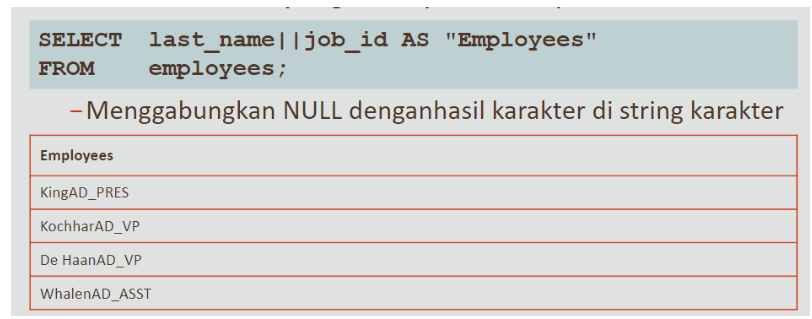 SELECT last_name||job_id AS "Employees"
FROM employees;
–Menggabungkan NULL denganhasil karakter di string karakter
Employees
KingAD_PRES
KochharAD_VP
De HaanAD_VP
WhalenAD_ASST